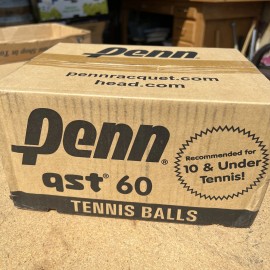 Penn
pennracquet.com
head.com
Penn®
qst® 60
Recommended for
10 & Under
Tennis!
TENNIS BALLS